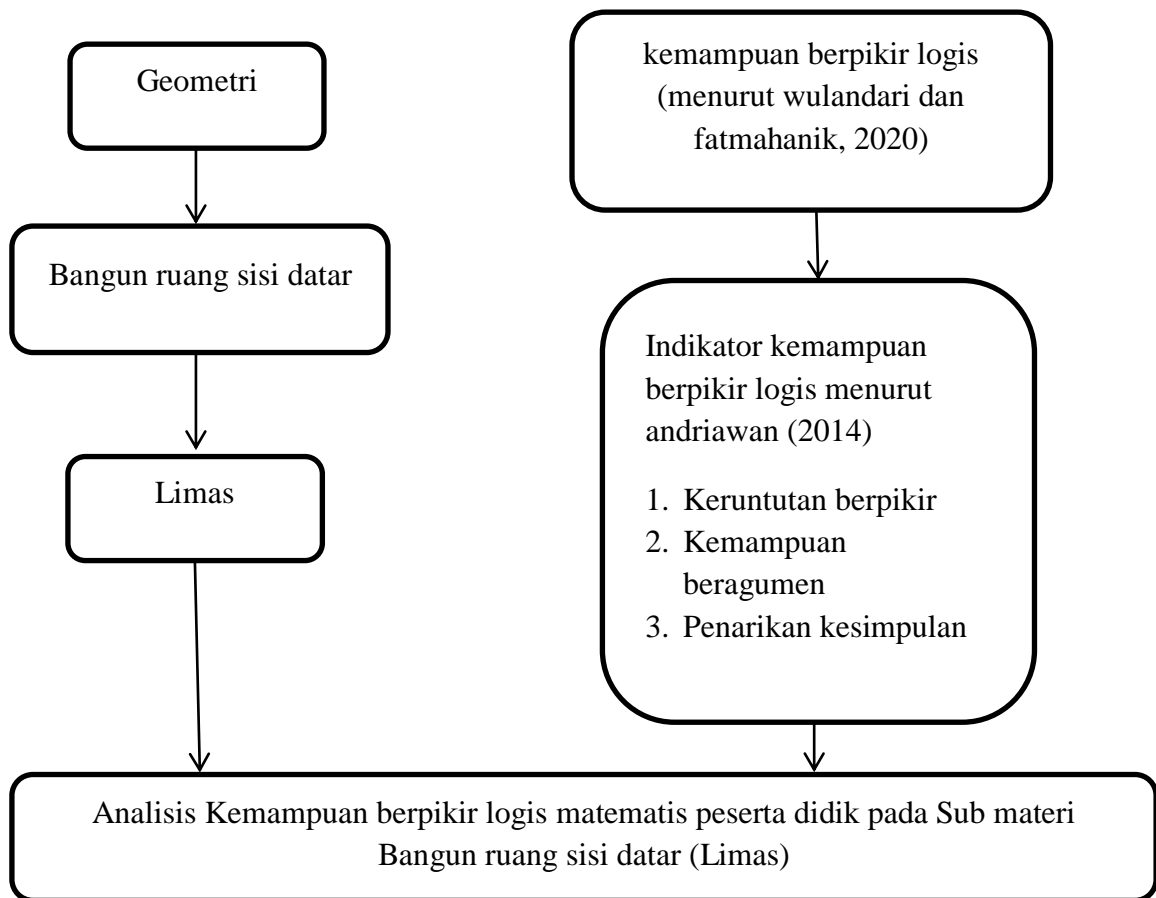 Geometri
Bangun ruang sisi datar
Limas
kemampuan berpikir logis
(menurut wulandari dan
fatmahanik, 2020)
Indikator kemampuan
berpikir logis menurut
andriawan (2014)
1. Keruntutan berpikir
2. Kemampuan
beragumen
3. Penarikan kesimpulan
Analisis Kemampuan berpikir logis matematis peserta didik pada Sub materi
Bangun ruang sisi datar (Limas)